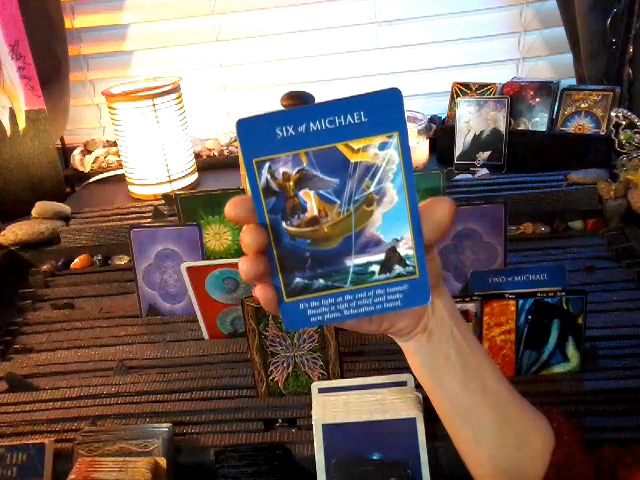 SIX of MICHAEL
It's the light at the end of the tunnel!
Breathe a sigh of relief and make
new plans. Relocation or travel.
TWO of MICHAEL